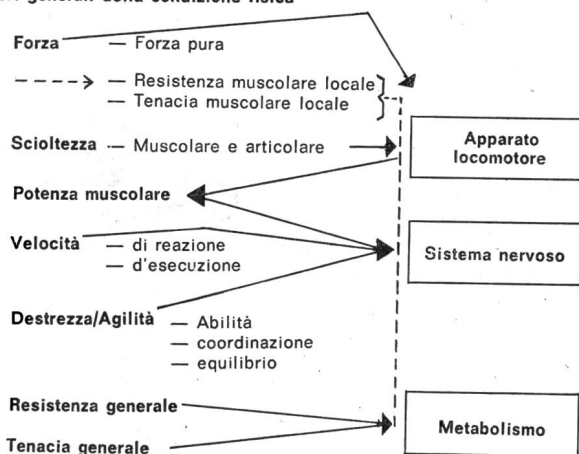 generali della condizione fisica
Forza — Forza pura
— Resistenza muscolare locale
— Tenacia muscolare locale
Scioltezza — Muscolare e articolare
Apparato
locomotore
Potenza muscolare
Velocità — di reazione
— d'esecuzione
Sistema nervoso
Destrezza/Agilità — Abilità
— coordinazione
— equilibrio
Resistenza generale
Metabolismo
Tenacia generale